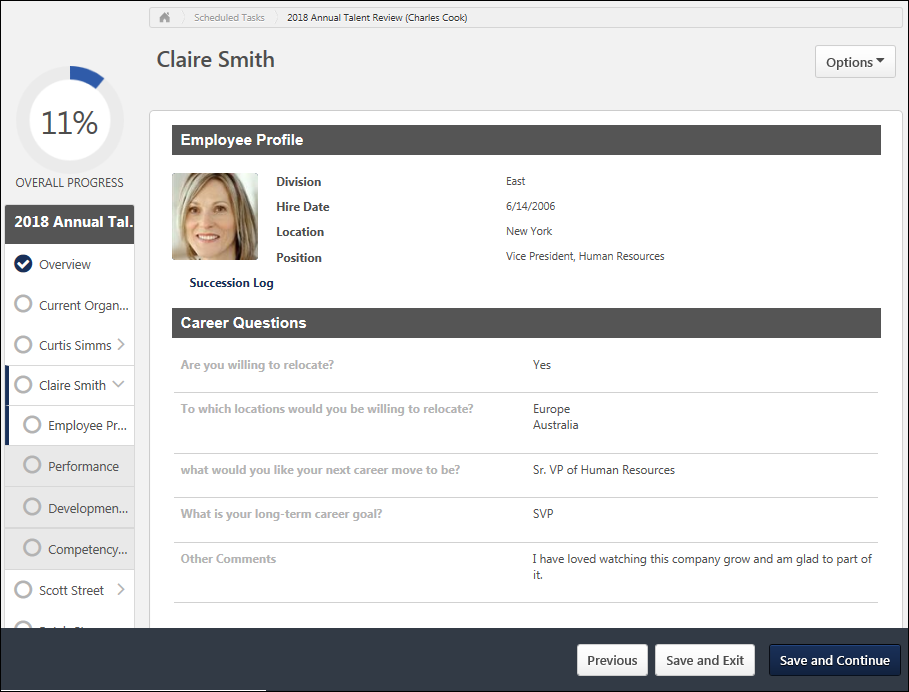 Scheduled Tasks
2018 Annual Talent Review (Charles Cook)
Claire Smith
Options
11%
OVERALL PROGRESS
2018 Annual Tal.
Overview
Current Organ...
Curtis Simms
Claire Smith
Employee Pr...
Performance
Developmen...
Competency...
Scott Street
Employee Profile
Division East
Hire Date 6/14/2006
Location New York
Position Vice President, Human Resources
Succession Log
Career Questions
Are you willing to relocate? Yes
To which locations would you be willing to relocate? Europe
Australia
what would you like your next career move to be? Sr. VP of Human Resources
What is your long-term career goal? SVP
Other Comments I have loved watching this company grow and am glad to part of
it.
Previous
Save and Exit
Save and Continue